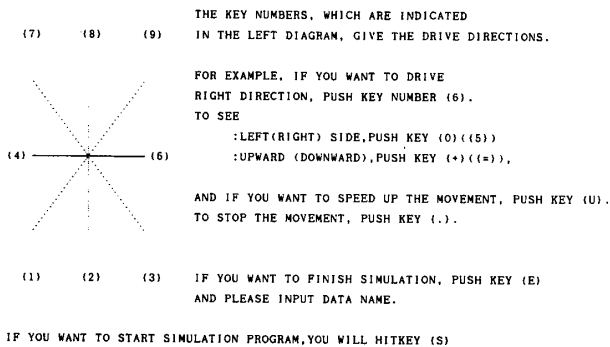 THE KEY NUMBERS, WHICH ARE INDICATED
(7) (8) (9) IN THE LEFT DIAGRAM, GIVE THE DRIVE DIRECTIONS.
FOR EXAMPLE, IF YOU WANT TO DRIVE
RIGHT DIRECTION, PUSH KEY NUMBER (6).
TO SEE
:LEFT(RIGHT) SIDE,PUSH KEY (0)((5))
(4) (6) :UPWARD (DOWNWARD),PUSH KEY (+)((=)),
AND IF YOU WANT TO SPEED UP THE MOVEMENT, PUSH KEY (U).
TO STOP THE MOVEMENT, PUSH KEY (.).
(1) (2) (3) IF YOU WANT TO FINISH SIMULATION, PUSH KEY (E)
AND PLEASE INPUT DATA NAME.
IF YOU WANT TO START SIMULATION PROGRAM,YOU WILL HITKEY (S)